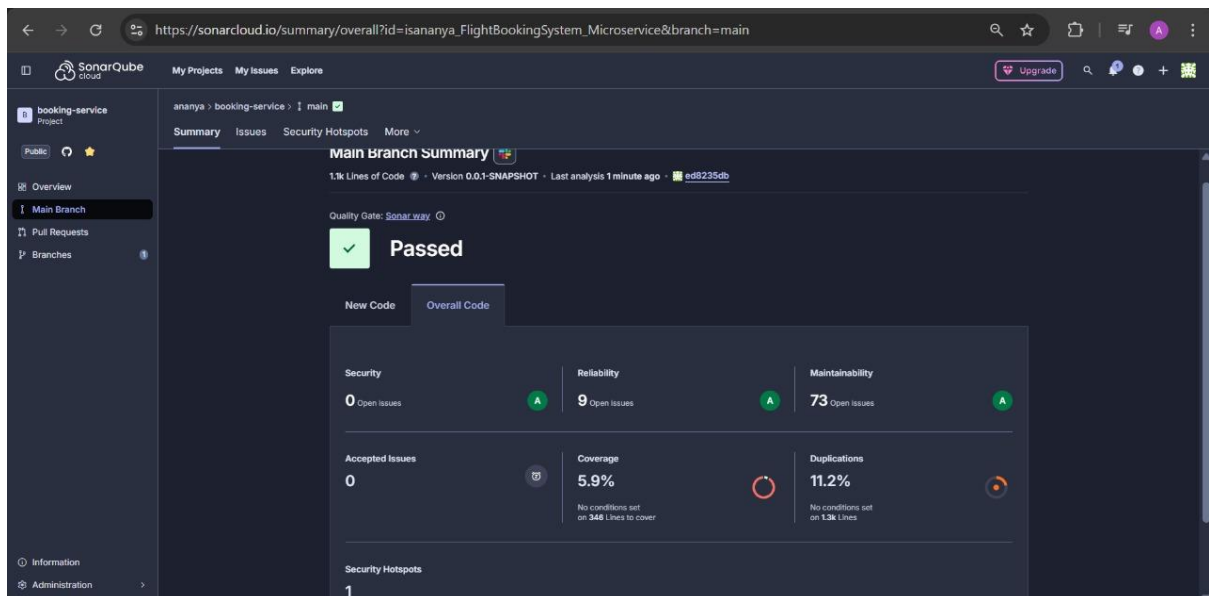 https://sonarcloud.io/summary/overall?id=isananya_FlightBookingSystem_Microservice&branch=main
A
SonarQube cloud
My Projects My Issues Explore
Upgrade
B booking-service
Project
Public
ananya > booking-service > main
Summary Issues Security Hotspots More
Overview
Main Branch
Pull Requests
Branches 1
Information
Administration
Main Branch Summary
1.1k Lines of Code ? • Version 0.0.1-SNAPSHOT • Last analysis 1 minute ago • ed8235db
Quality Gate: Sonar way
Passed
New Code Overall Code
Security Reliability Maintainability
0 Open issues A 9 Open issues A 73 Open issues A
Accepted Issues Coverage Duplications
0 5.9% 11.2%
No conditions set No conditions set
on 346 Lines to cover on 1.3k Lines
Security Hotspots
1